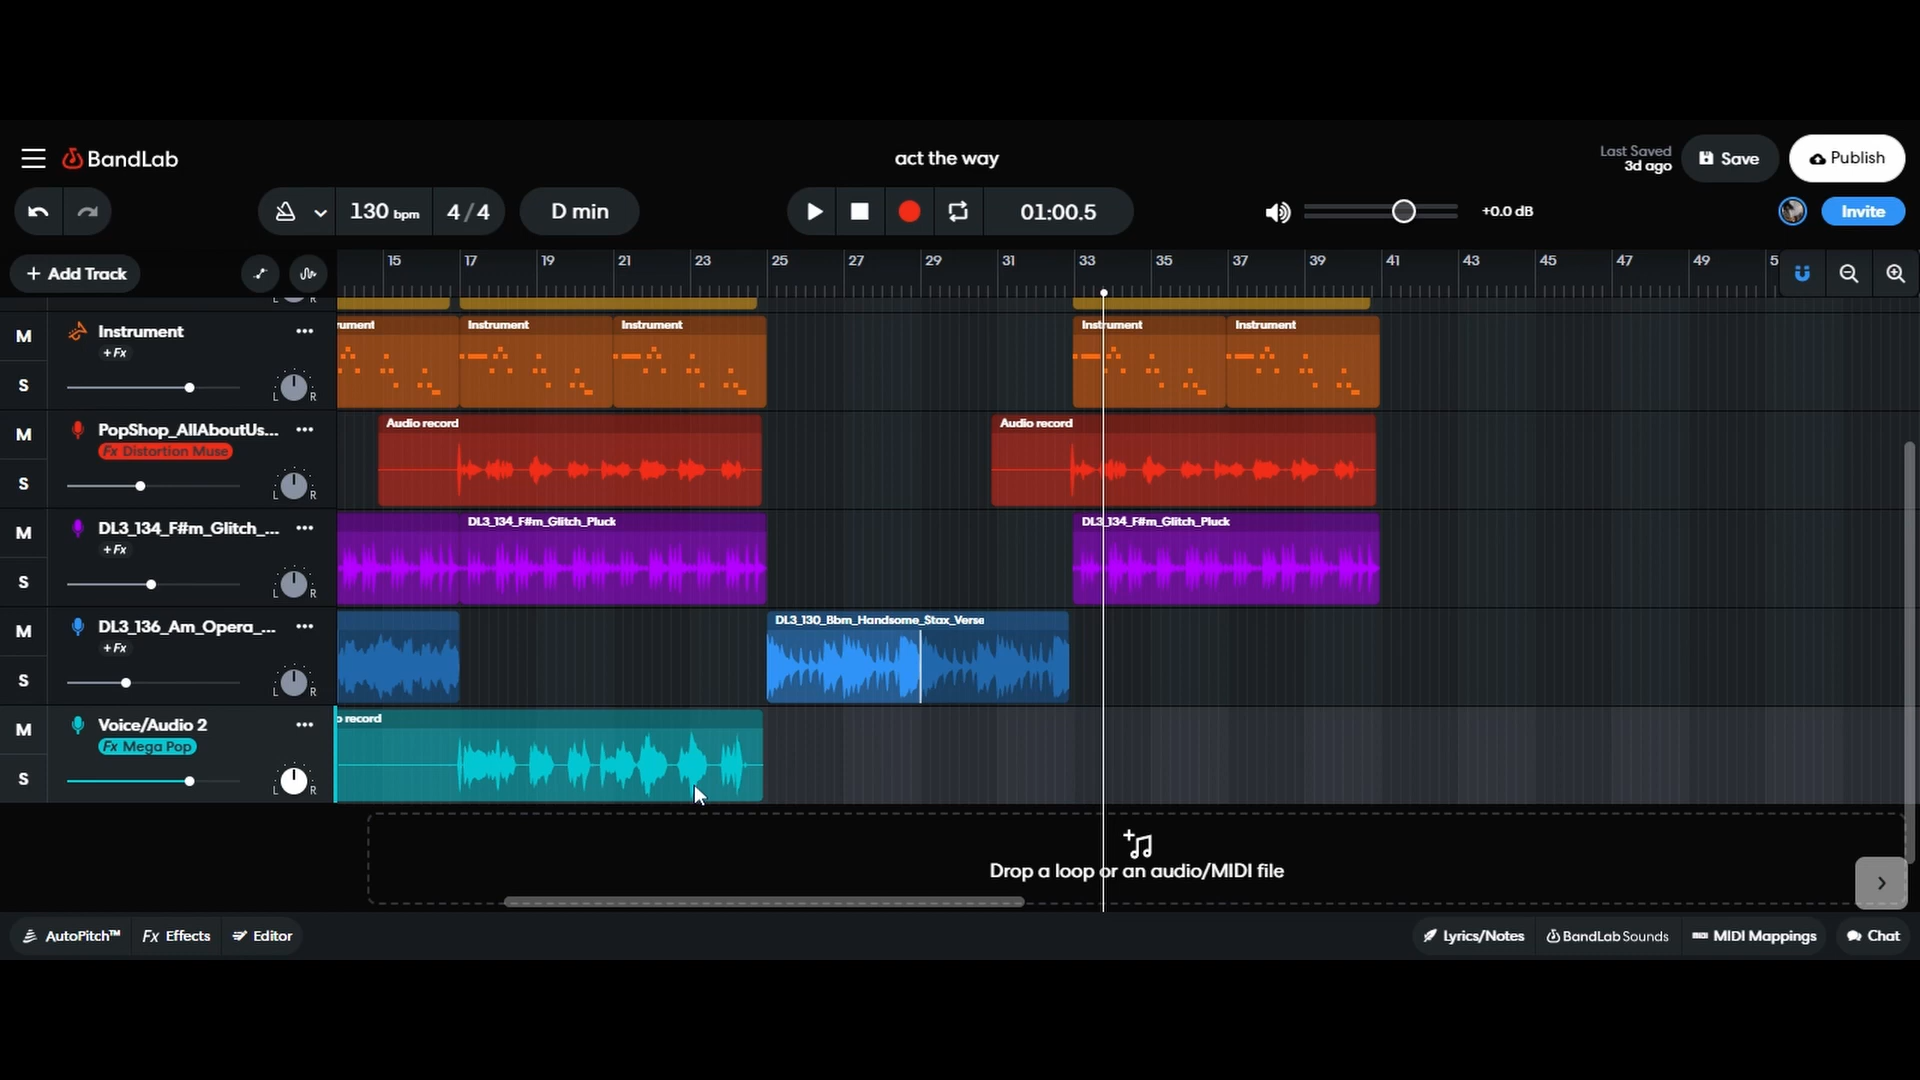 BandLab
act the way
Last Saved
3d ago
Save
Publish
130 bpm
4 / 4
D min
01:00.5
+0.0 dB
Invite
+ Add Track
15 17 19 21 23 25 27 29 31 33 35 37 39 41 43 45 47 49 5
L R
M
Instrument
+ Fx
S
L R
rument
Instrument
Instrument
Instrument
Instrument
M
PopShop_AllAboutUs...
Fx Distortion Muse
S
L R
Audio record
Audio record
M
DL3_134_F#m_Glitch_...
+ Fx
S
L R
DL3_134_F#m_Glitch_Pluck
DL3_134_F#m_Glitch_Pluck
M
DL3_136_Am_Opera_...
+ Fx
S
L R
DL3_130_Bbm_Handsome_Stax_Verse
M
Voice/Audio 2
Fx Mega Pop
S
L R
o record
Drop a loop or an audio/MIDI file
AutoPitch™
Fx Effects
Editor
Lyrics/Notes
BandLab Sounds
MIDI Mappings
Chat